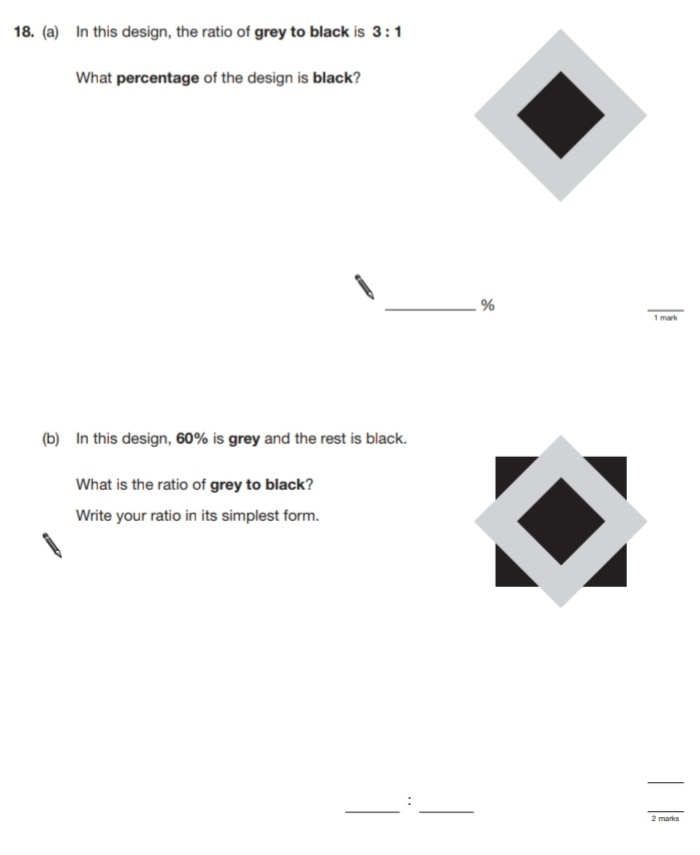 18. (a) In this design, the ratio of grey to black is 3 : 1
What percentage of the design is black?
%
1 mark
(b) In this design, 60% is grey and the rest is black.
What is the ratio of grey to black?
Write your ratio in its simplest form.
:
2 marks